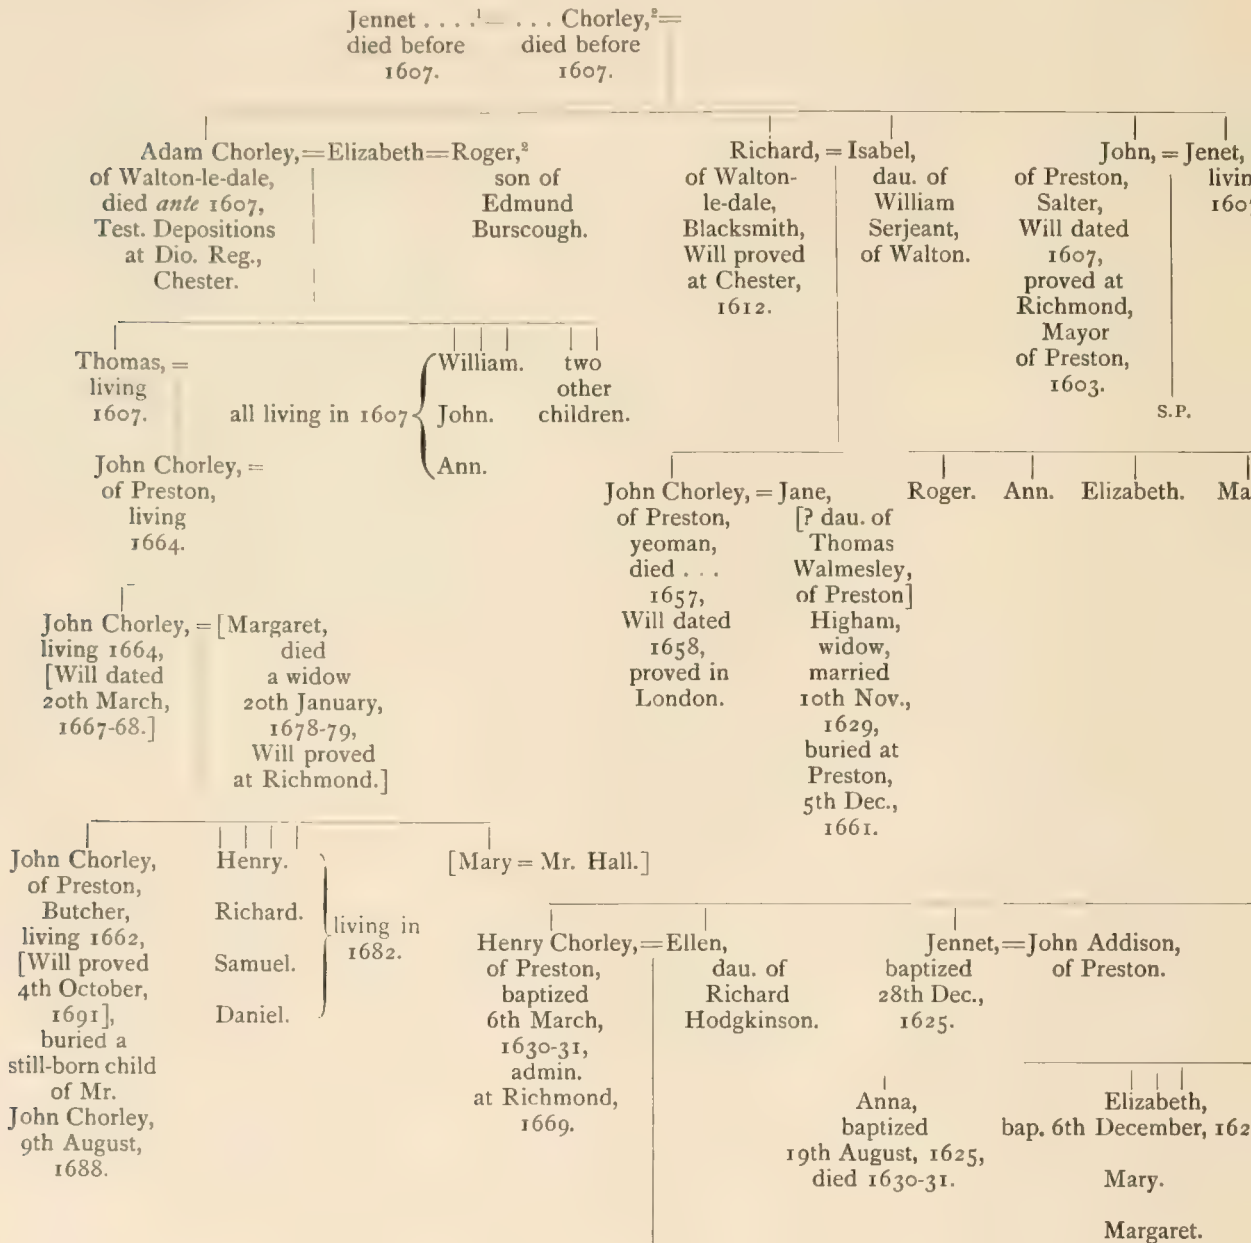 Jennet . . . .¹ — . . . Chorley,²=
died before died before
1607. 1607.
Adam Chorley,=Elizabeth=Roger,²
of Walton-le-dale,
died ante 1607,
Test. Depositions
at Dio. Reg.,
Chester.
son of
Edmund
Burscough.
Richard, = Isabel,
of Walton-
le-dale,
Blacksmith,
Will proved
at Chester,
1612.
dau. of
William
Serjeant,
of Walton.
John, = Jenet,
of Preston,
Salter,
Will dated
1607,
proved at
Richmond,
Mayor
of Preston,
1603.
S.P.
Thomas, =
living
1607.
all living in 1607
William.
John.
Ann.
two
other
children.
John Chorley, =
of Preston,
living
1664.
John Chorley, = Jane,
of Preston,
yeoman,
died . . .
1657,
Will dated
1658,
proved in
London.
[? dau. of
Thomas
Walmesley,
of Preston]
Higham,
widow,
married
10th Nov.,
1629,
buried at
Preston,
5th Dec.,
1661.
Roger. Ann. Elizabeth. Ma
John Chorley, = [Margaret,
living 1664,
[Will dated
20th March,
1667-68.]
died
a widow
20th January,
1678-79,
Will proved
at Richmond.]
John Chorley,
of Preston,
Butcher,
living 1662,
[Will proved
4th October,
1691],
buried a
still-born child
of Mr.
John Chorley,
9th August,
1688.
Henry.
Richard.
Samuel.
Daniel.
living in
1682.
[Mary = Mr. Hall.]
Henry Chorley,=Ellen,
of Preston,
baptized
6th March,
1630-31,
admin.
at Richmond,
1669.
dau. of
Richard
Hodgkinson.
Jennet,=John Addison,
baptized
28th Dec.,
1625.
of Preston.
Anna,
baptized
19th August, 1625,
died 1630-31.
Elizabeth,
bap. 6th December, 162
Mary.
Margaret.